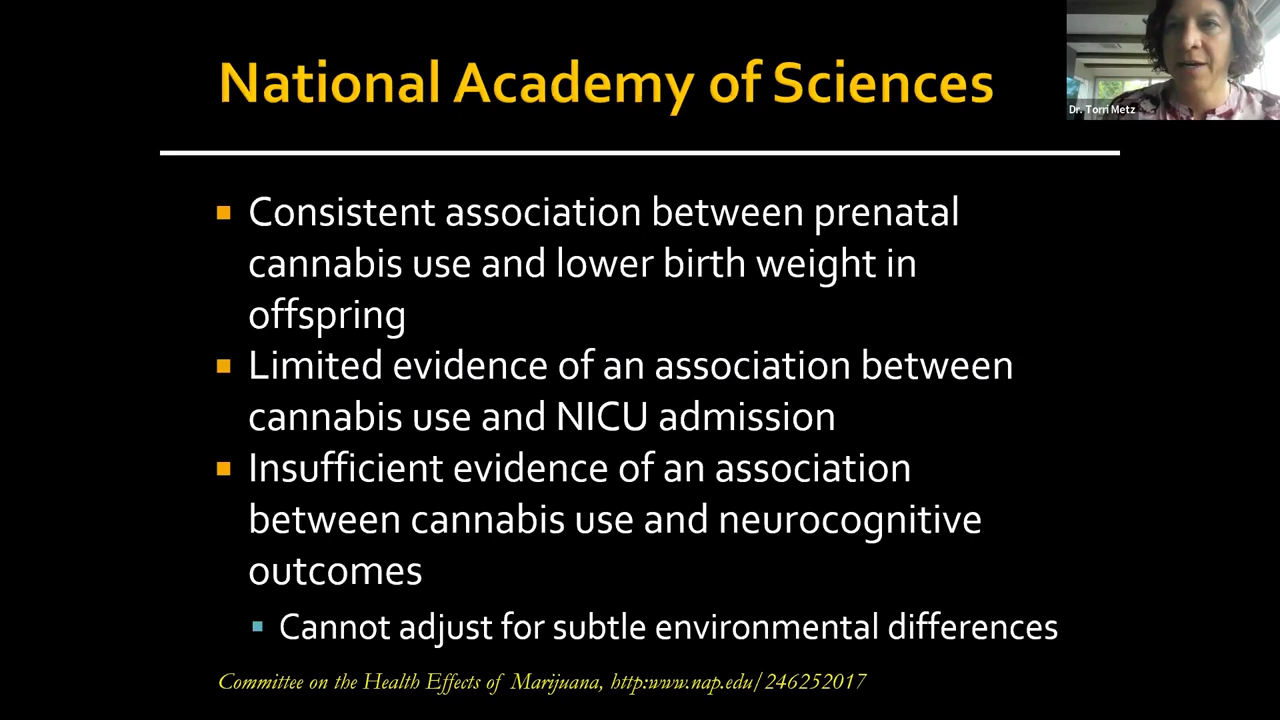 National Academy of Sciences
Dr. Torri Metz
Consistent association between prenatal
cannabis use and lower birth weight in
offspring
Limited evidence of an association between
cannabis use and NICU admission
Insufficient evidence of an association
between cannabis use and neurocognitive
outcomes
Cannot adjust for subtle environmental differences
Committee on the Health Effects of Marijuana, http:www.nap.edu/246252017